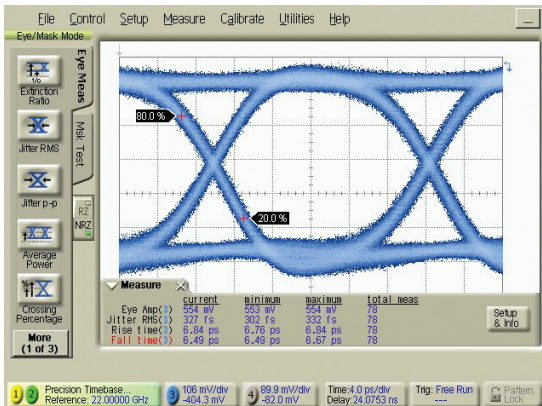 File Control Setup Measure Calibrate Utilities Help
Eye/Mask Mode
Eye Meas
Msk Test
Extinction
Ratio
Jitter RMS
Jitter p-p
RZ
NRZ
Average
Power
Crossing
Percentage
More
(1 of 3)
80.0 %
20.0 %
Measure
current minimum maximum total meas
Eye Amp(3) 554 mV 553 mV 554 mV 78
Jitter RMS(3) 327 fs 302 fs 332 fs 78
Rise time(3) 6.84 ps 6.76 ps 6.84 ps 78
Fall time(3) 6.49 ps 6.49 ps 6.67 ps 78
Setup
& Info
1 2 Precision Timebase...
Reference: 22.00000 GHz
3 106 mV/div
-404.3 mV
4 89.9 mV/div
-82.0 mV
Time:4.0 ps/div
Delay:24.0753 ns
Trig: Free Run
---
Pattern
Lock